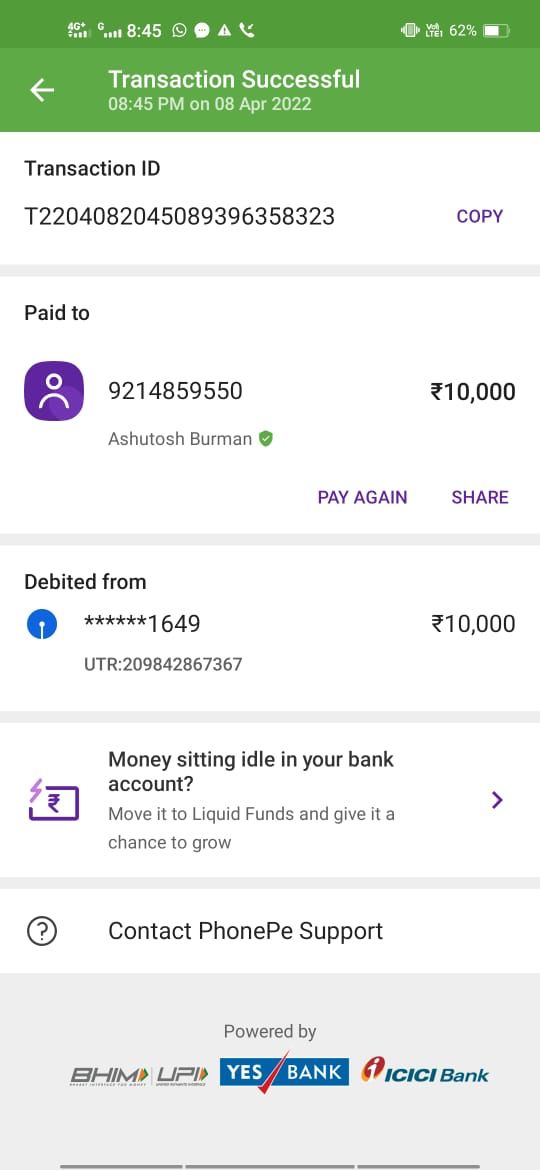 4G+ G 8:45 VoI) LTE1 62%
Transaction Successful
08:45 PM on 08 Apr 2022
Transaction ID
T2204082045089396358323 COPY
Paid to
9214859550 ₹10,000
Ashutosh Burman
PAY AGAIN SHARE
Debited from
******1649 ₹10,000
UTR:209842867367
Money sitting idle in your bank
account?
Move it to Liquid Funds and give it a
chance to grow
Contact PhonePe Support
Powered by
BHIM UPI YES BANK ICICI Bank